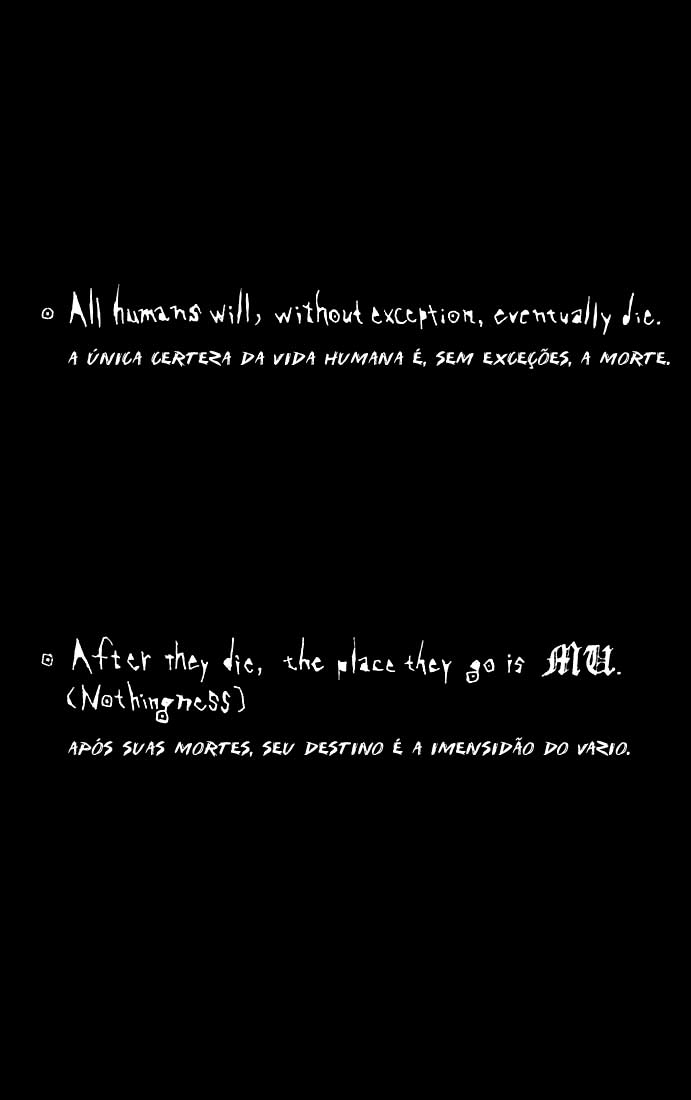 All humans will, without exception, eventually die.
A ÚNICA CERTEZA DA VIDA HUMANA É, SEM EXCEÇÕES, A MORTE.
After they die, the place they go is MU.
(Nothingness)
APÓS SUAS MORTES, SEU DESTINO É A IMENSIDÃO DO VAZIO.